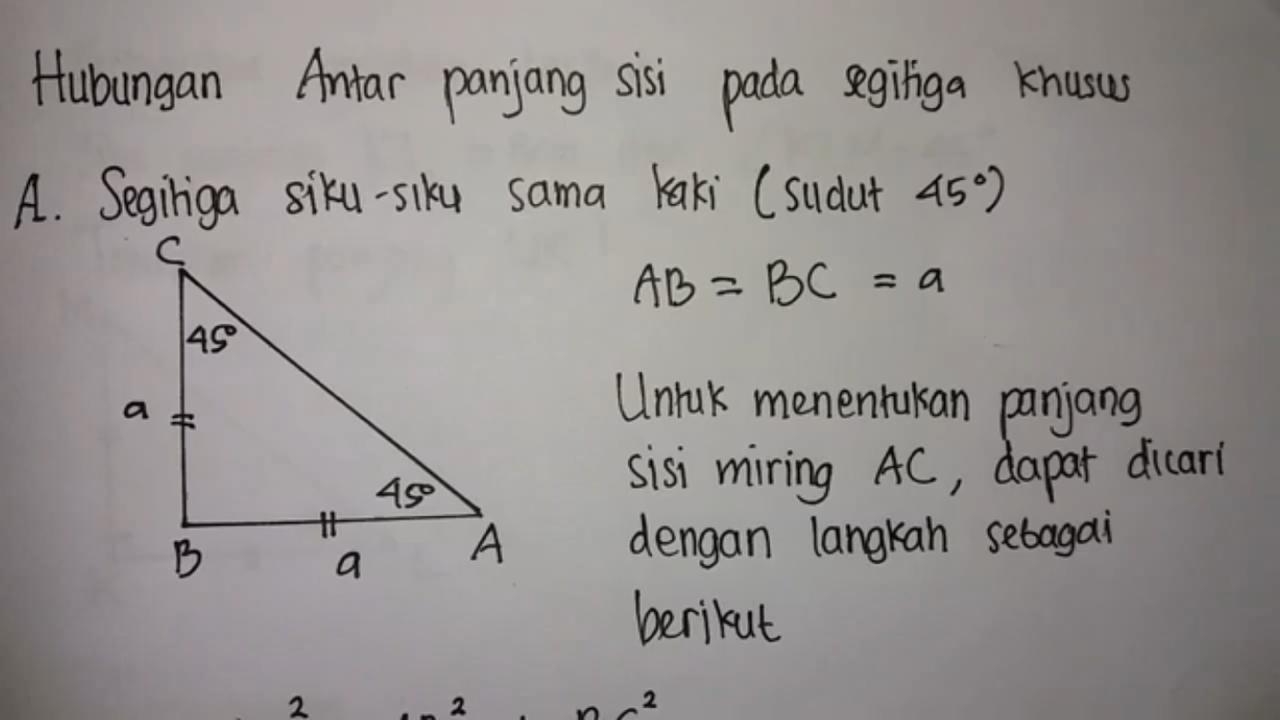 Hubungan Antar panjang sisi pada segitiga khusus
A. Segitiga siku-siku sama kaki (sudut 45°)
C
AB = BC = a
45°
a
Untuk menentukan panjang
sisi miring AC, dapat dicari
45°
dengan langkah sebagai
B
a
A
berikut